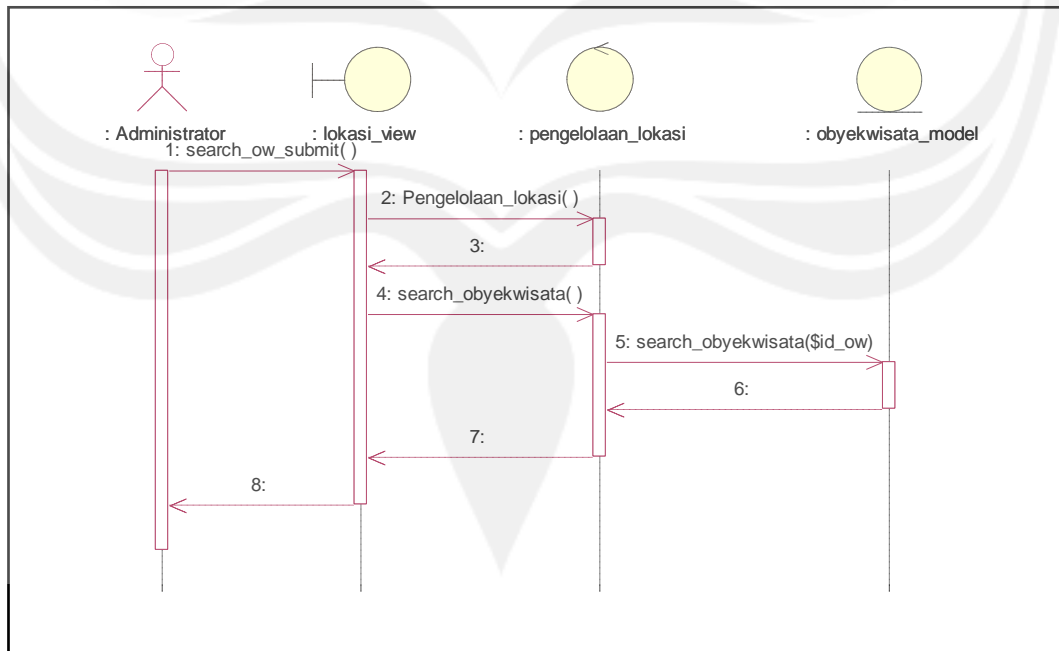 : Administrator
: lokasi_view
: pengelolaan_lokasi
: obyekwisata_model
1: search_ow_submit( )
2: Pengelolaan_lokasi( )
3:
4: search_obyekwisata( )
5: search_obyekwisata($id_ow)
6:
7:
8: